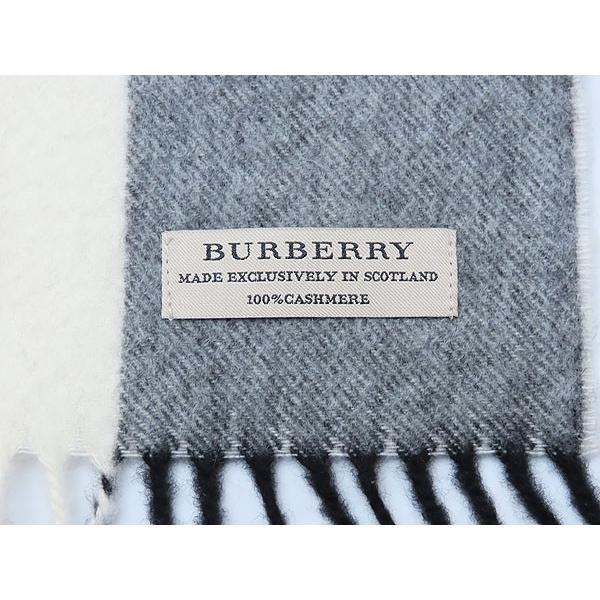 BURBERRY
MADE EXCLUSIVELY IN SCOTLAND
100%CASHMERE